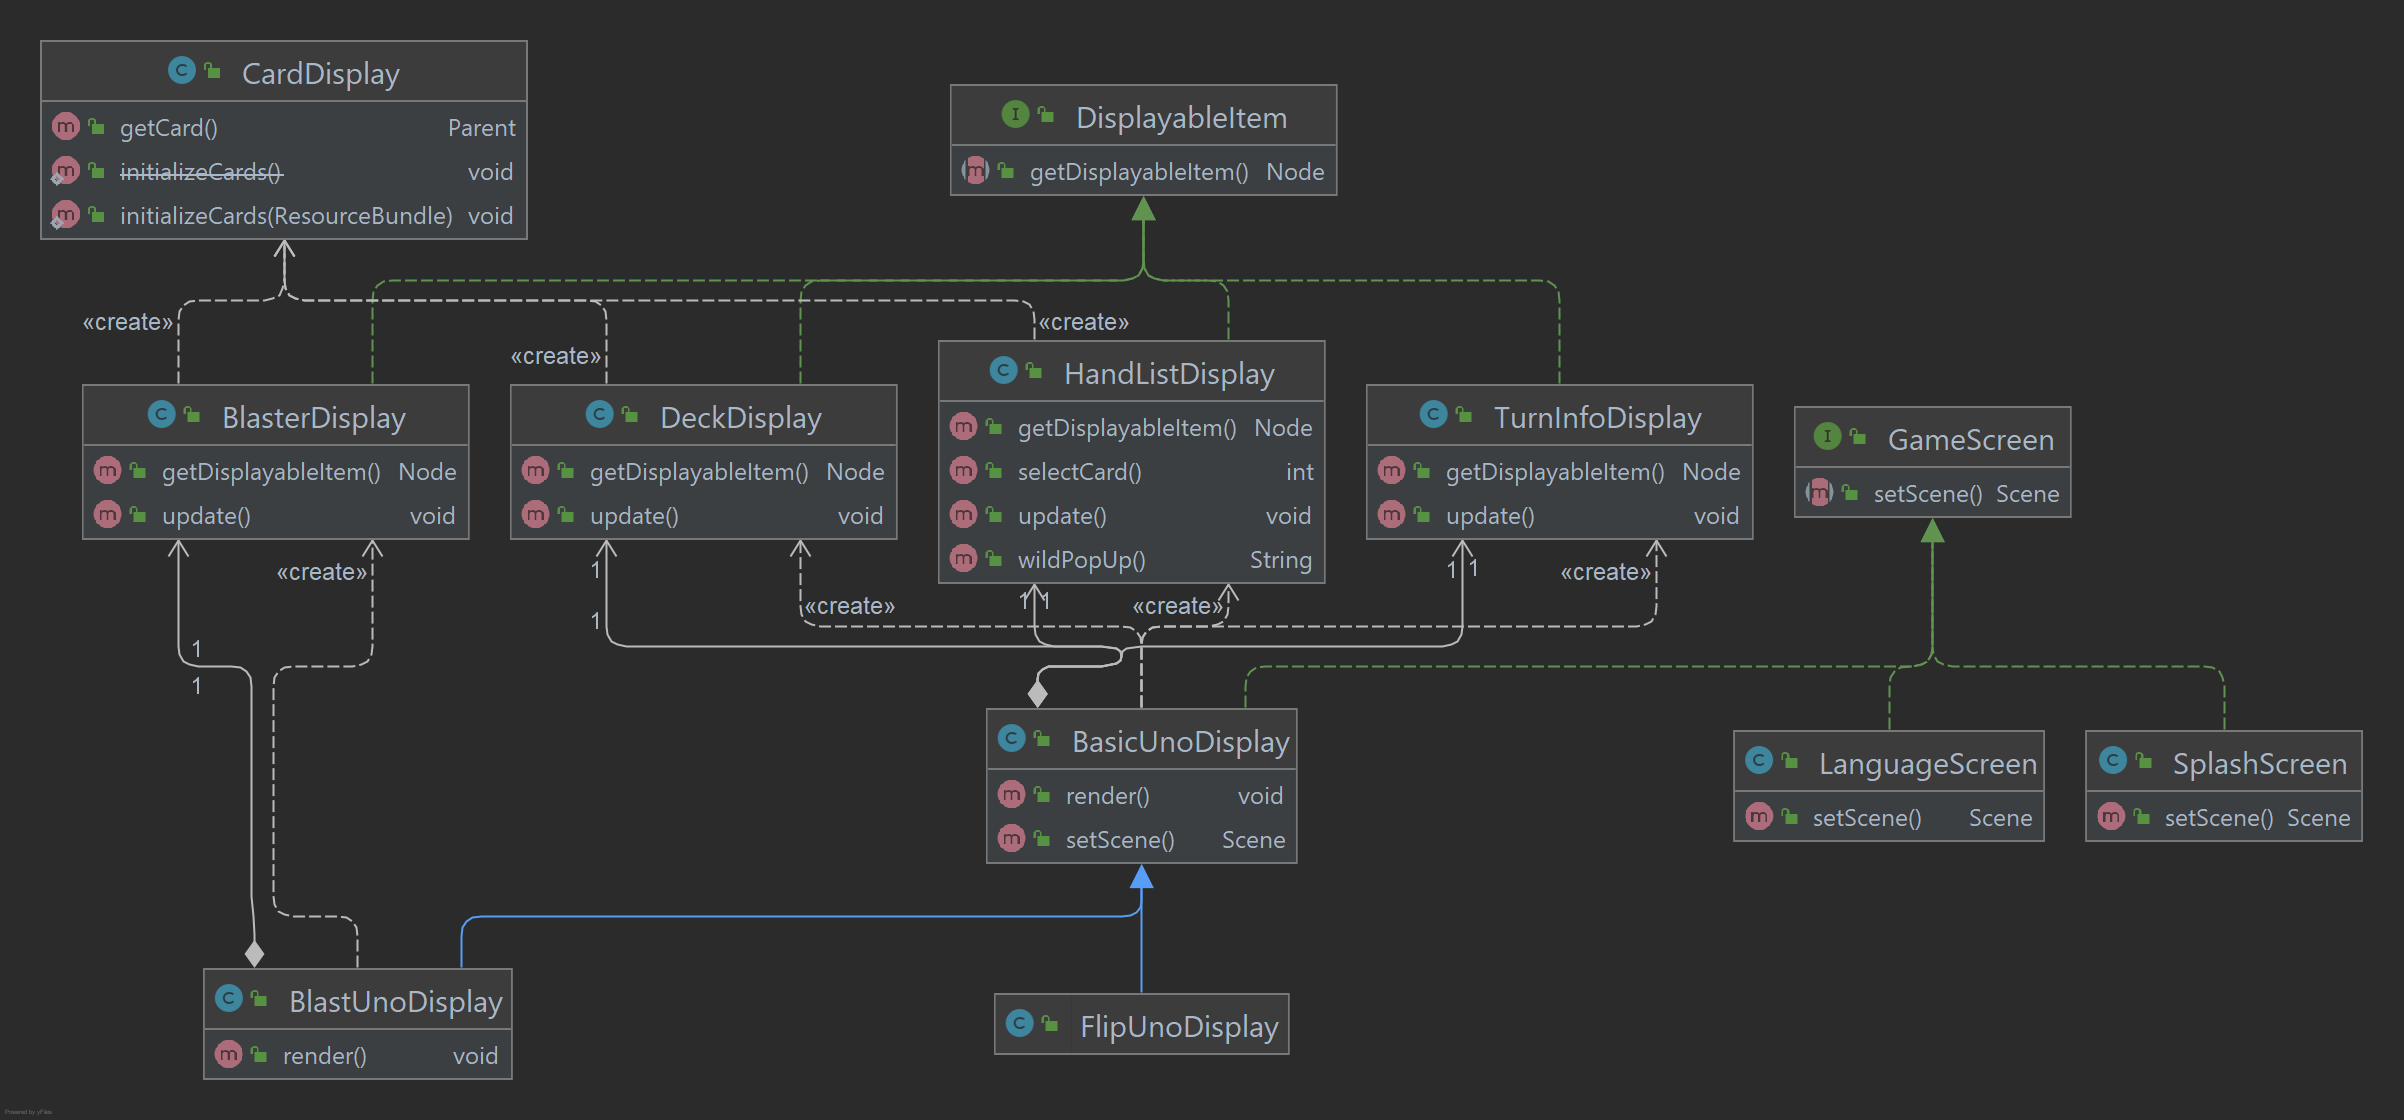 CardDisplay
getCard() Parent
initializeCards() void
initializeCards(ResourceBundle) void
DisplayableItem
getDisplayableItem() Node
«create»
«create»
«create»
BlasterDisplay
getDisplayableItem() Node
update() void
DeckDisplay
getDisplayableItem() Node
update() void
HandListDisplay
getDisplayableItem() Node
selectCard() int
update() void
wildPopUp() String
TurnInfoDisplay
getDisplayableItem() Node
update() void
GameScreen
setScene() Scene
«create»
1
1
1
1
«create»
1
1
«create»
1
1
«create»
BasicUnoDisplay
render() void
setScene() Scene
LanguageScreen
setScene() Scene
SplashScreen
setScene() Scene
BlastUnoDisplay
render() void
FlipUnoDisplay
Powered by yFiles